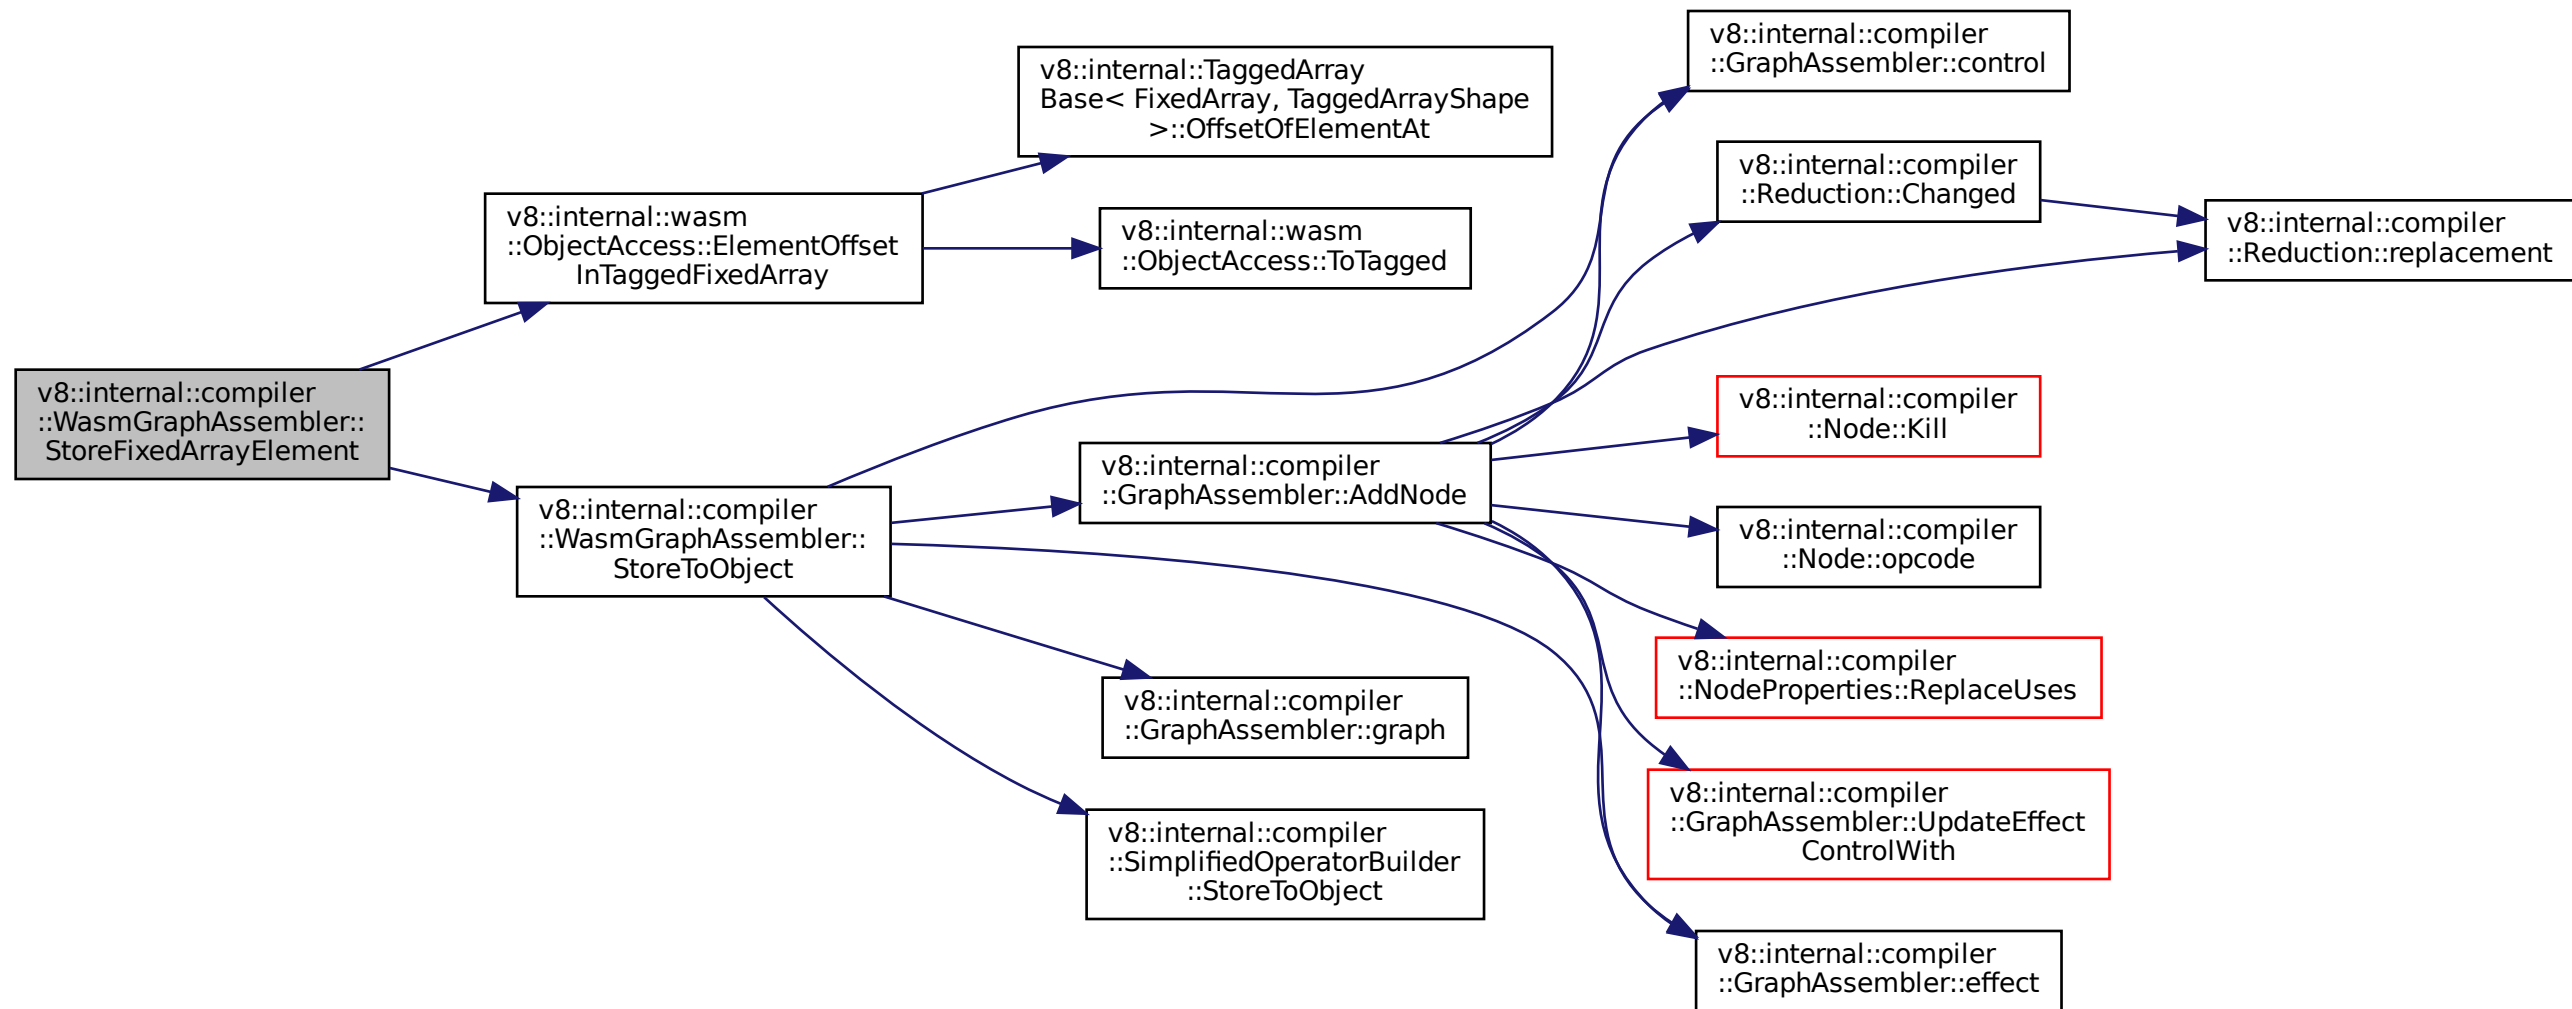 v8::internal::compiler
::WasmGraphAssembler::
StoreFixedArrayElement
v8::internal::wasm
::ObjectAccess::ElementOffset
InTaggedFixedArray
v8::internal::compiler
::WasmGraphAssembler::
StoreToObject
v8::internal::TaggedArray
Base< FixedArray, TaggedArrayShape
>::OffsetOfElementAt
v8::internal::wasm
::ObjectAccess::ToTagged
v8::internal::compiler
::GraphAssembler::AddNode
v8::internal::compiler
::GraphAssembler::graph
v8::internal::compiler
::SimplifiedOperatorBuilder
::StoreToObject
v8::internal::compiler
::GraphAssembler::control
v8::internal::compiler
::Reduction::Changed
v8::internal::compiler
::Node::Kill
v8::internal::compiler
::Node::opcode
v8::internal::compiler
::NodeProperties::ReplaceUses
v8::internal::compiler
::GraphAssembler::UpdateEffect
ControlWith
v8::internal::compiler
::GraphAssembler::effect
v8::internal::compiler
::Reduction::replacement